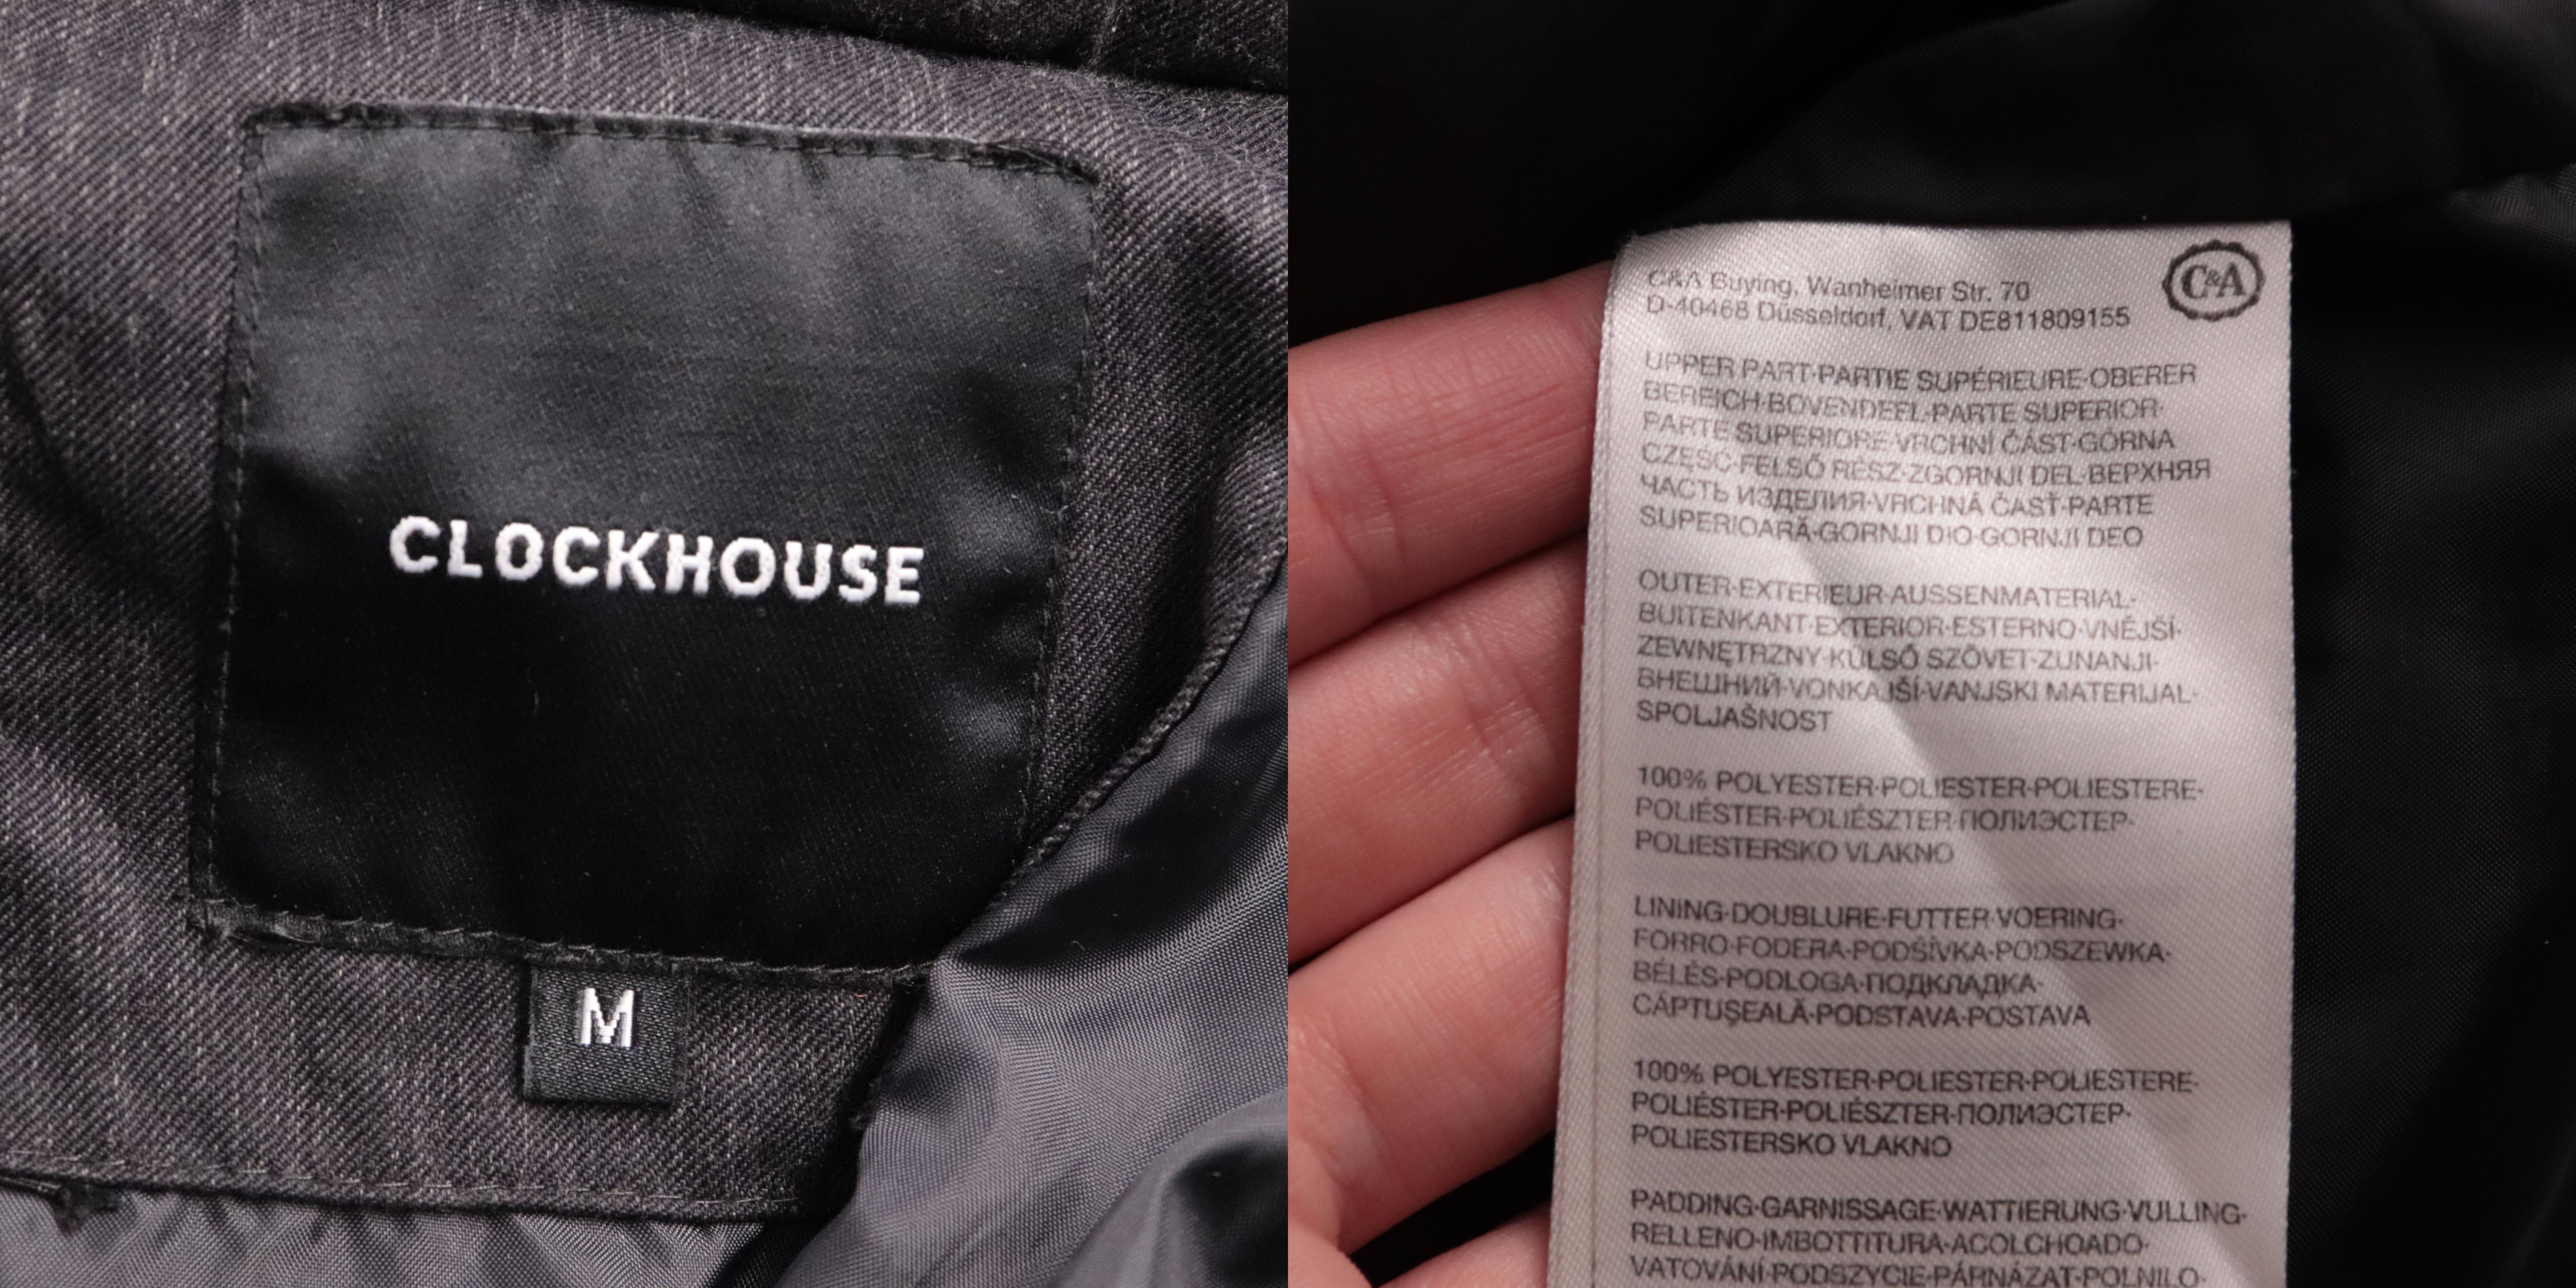 CLOCKHOUSE
M
C&A Buying, Wanheimer Str. 70
D-40468 Düsseldorf, VAT DE811809155
C&A
UPPER PART·PARTIE SUPÉRIEURE·OBERER
BEREICH·BOVENDEEL·PARTE SUPERIOR·
PARTE SUPERIORE·VRCHNÍ ČÁST·GÓRNA
CZĘŚĆ·FELSŐ RÉSZ·ZGORNJI DEL·ВЕРХНЯЯ
ЧАСТЬ ИЗДЕЛИЯ·VRCHNÁ ČASŤ·PARTE
SUPERIOARĂ·GORNJI DIO·GORNJI DEO
OUTER·EXTERIEUR·AUSSENMATERIAL·
BUITENKANT·EXTERIOR·ESTERNO·VNĚJŠÍ·
ZEWNĘTRZNY·KÜLSŐ SZÖVET·ZUNANJI·
ВНЕШНИЙ·VONKAJŠÍ·VANJSKI MATERIJAL·
SPOLJAŠNOST
100% POLYESTER·POLIESTER·POLIESTERE·
POLIÉSTER·POLIÉSZTER·ПОЛИЭСТЕР·
POLIESTERSKO VLAKNO
LINING·DOUBLURE·FUTTER·VOERING·
FORRO·FODERA·PODŠÍVKA·PODSZEWKA·
BÉLÉS·PODLOGA·ПОДКЛАДКА·
CĂPTUŞEALĂ·PODSTAVA·POSTAVA
100% POLYESTER·POLIESTER·POLIESTERE·
POLIÉSTER·POLIÉSZTER·ПОЛИЭСТЕР·
POLIESTERSKO VLAKNO
PADDING·GARNISSAGE·WATTIERUNG·VULLING·
RELLENO·IMBOTTITURA·ACOLCHOADO·
VATOVÁNÍ·PODSZYCIE·PÁRNÁZAT·POLNILO·